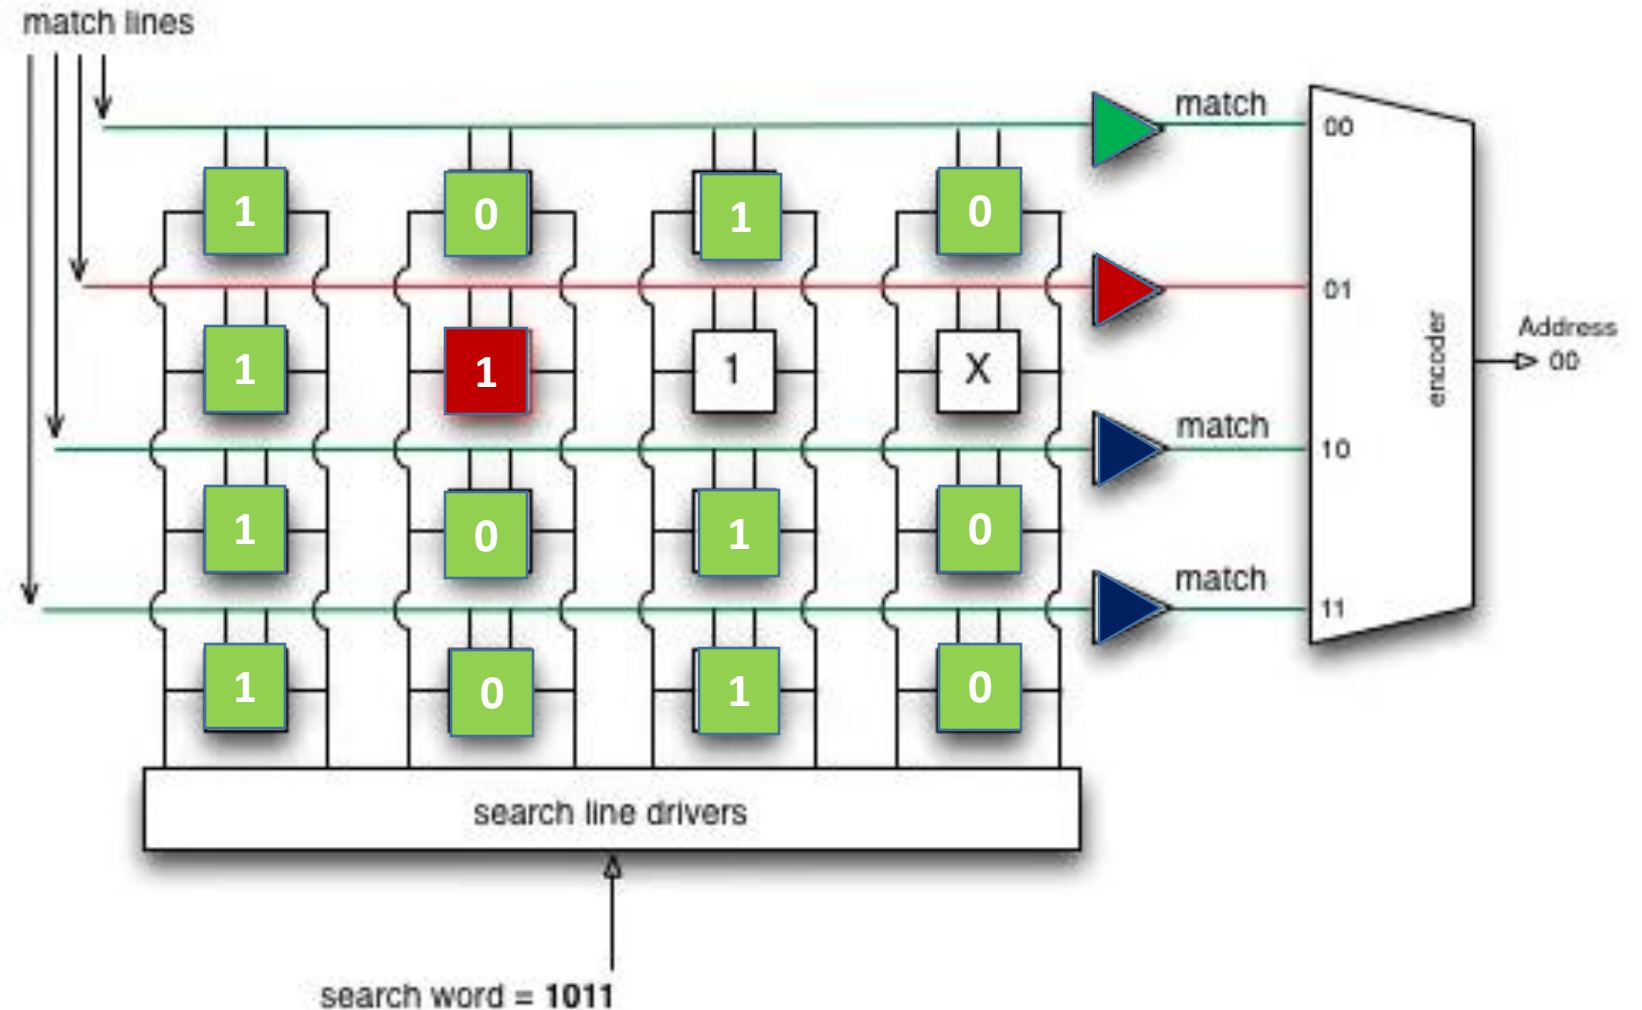 match lines
match
00
1 0 1 0
01
1 1 1 X
encoder
Address
00
match
10
1 0 1 0
match
11
1 0 1 0
search line drivers
search word = 1011